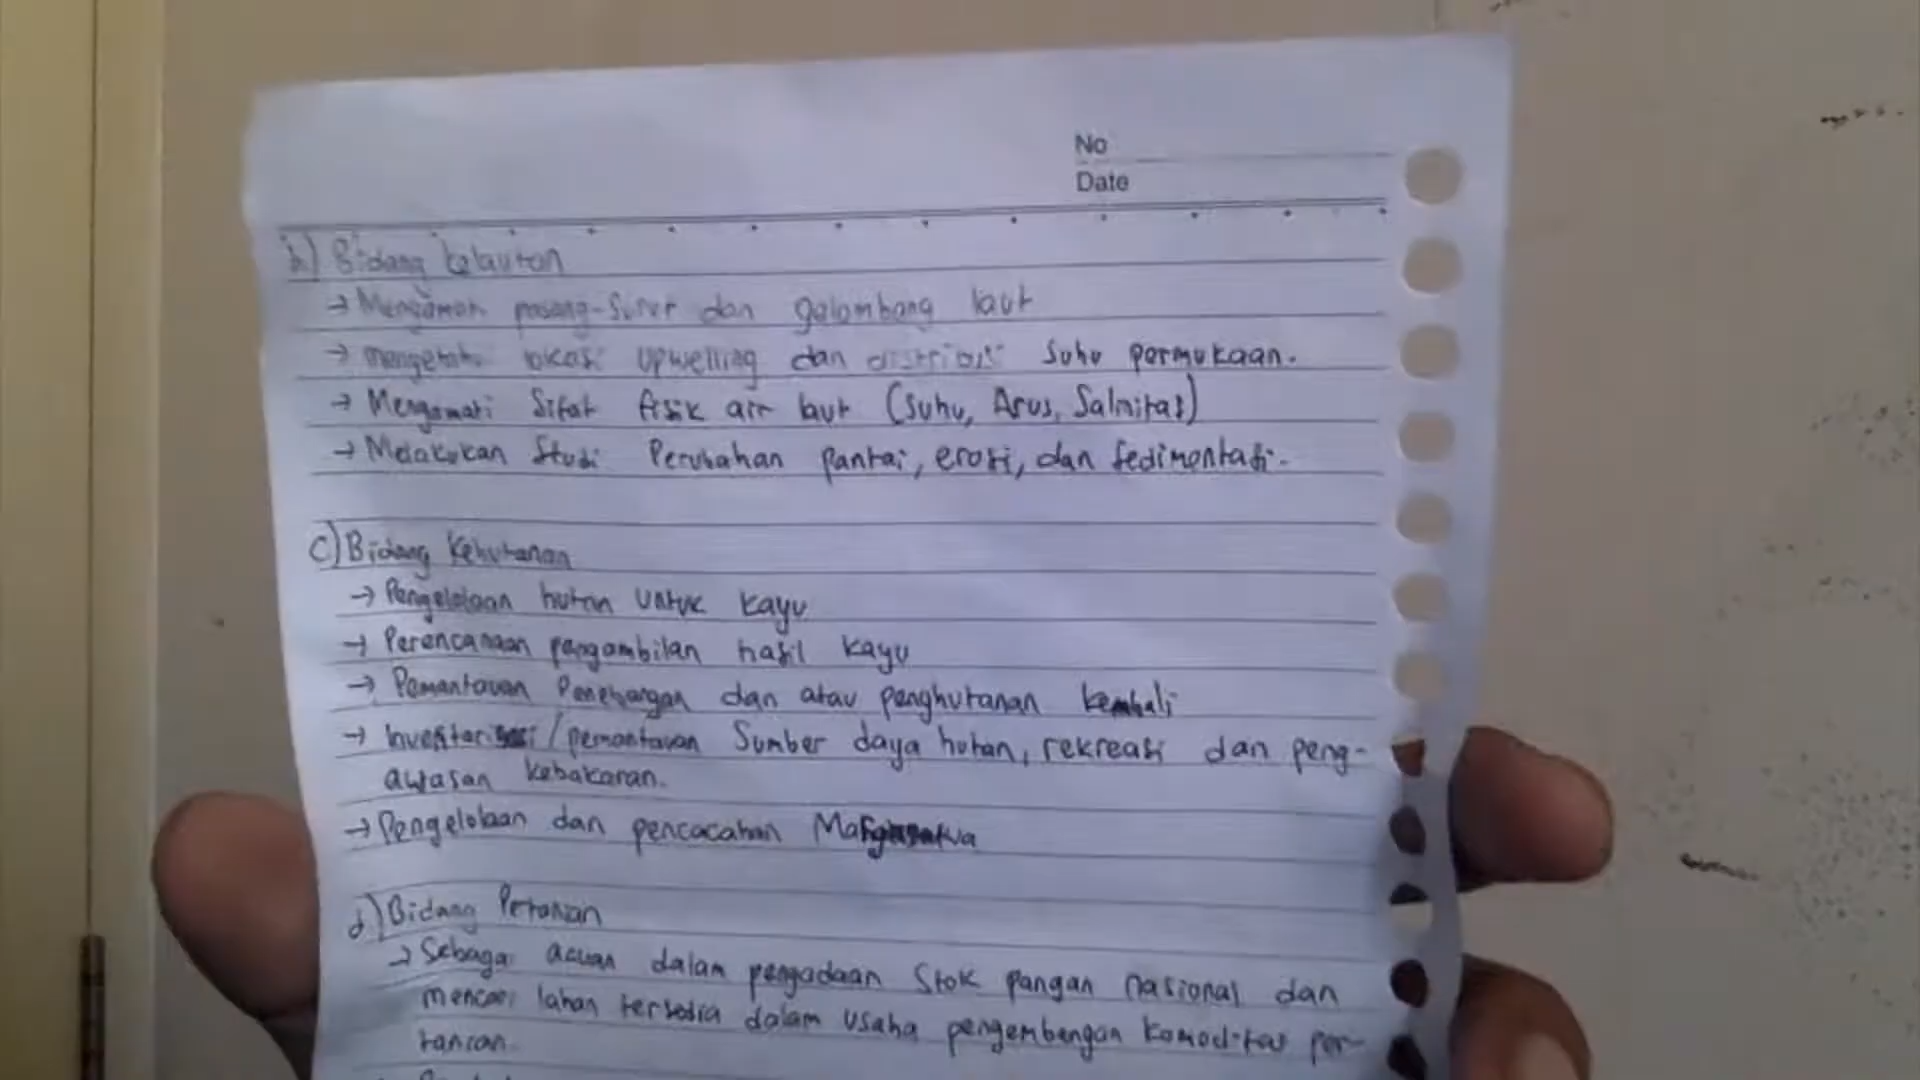 No
Date
b) Bidang kelautan
→ Mengamati pasang-surut dan gelombang laut
→ mengetahui lokasi upwelling dan distribusi suhu permukaan.
→ Mengamati Sifat fisik air laut (Suhu, Arus, Salnitas)
→ Melakukan Studi Perubahan pantai, erosi, dan sedimentasi.
c) Bidang Kehutanan
→ Pengelolaan hutan untuk kayu
→ Perencanaan pengambilan hasil kayu
→ Pemantauan Penebangan dan atau penghutanan kembali
→ Inventarisasi/pemantauan Sumber daya hutan, rekreasi dan peng-
awasan kebakaran.
→ Pengelolaan dan pencacahan Margasatwa
d) Bidang Petanian
→ Sebagai acuan dalam pengadaan Stok pangan nasional dan
mencari lahan tersedia dalam usaha pengembangan komoditas per-
tanian.